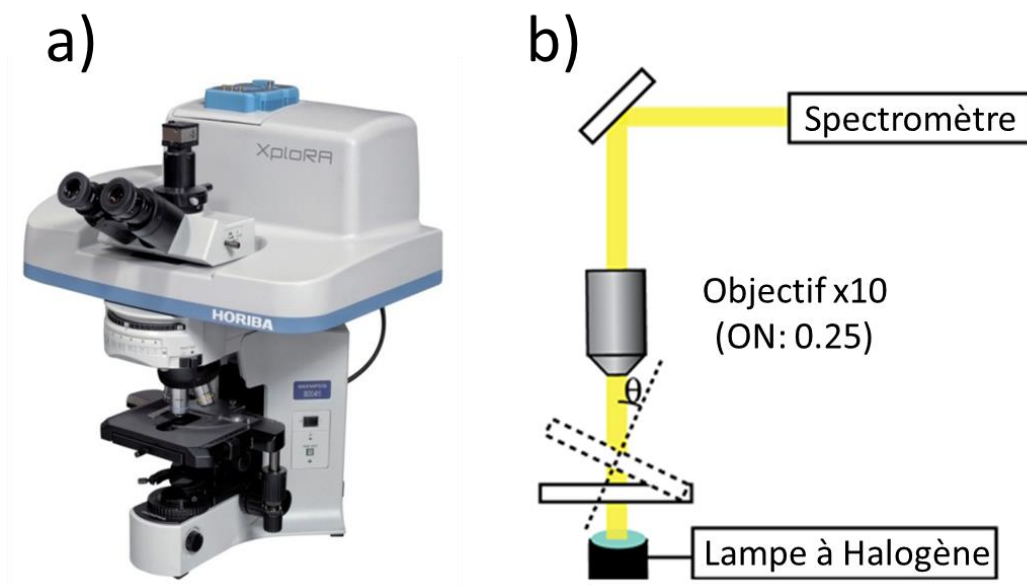 a)
XploRA
HORIBA
b)
Spectromètre
Objectif x10
(ON: 0.25)
θ
Lampe à Halogène